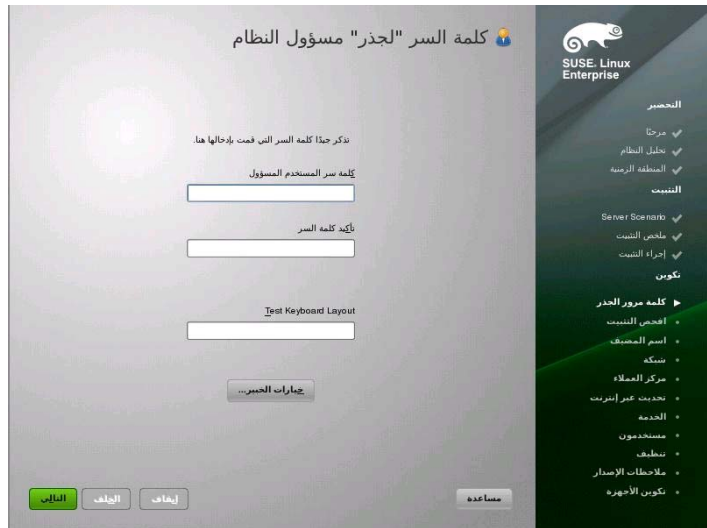 SUSE. Linux
Enterprise
التحضير
مرحبًا
تحليل النظام
المنطقة الزمنية
التثبيت
Server Scenario
ملخص التثبيت
إجراء التثبيت
تكوين
كلمة مرور الجذر
افحص التثبيت
اسم المضيف
شبكة
مركز العملاء
تحديث عبر إنترنت
الخدمة
مستخدمون
تنظيف
ملاحظات الإصدار
تكوين الأجهزة
كلمة السر "لجذر" مسؤول النظام
تذكر جيدًا كلمة السر التي قمت بإدخالها هنا.
كلمة سر المستخدم المسؤول
تأكيد كلمة السر
Test Keyboard Layout
خيارات الخبير...
مساعدة
إيقاف
الخلف
التالي